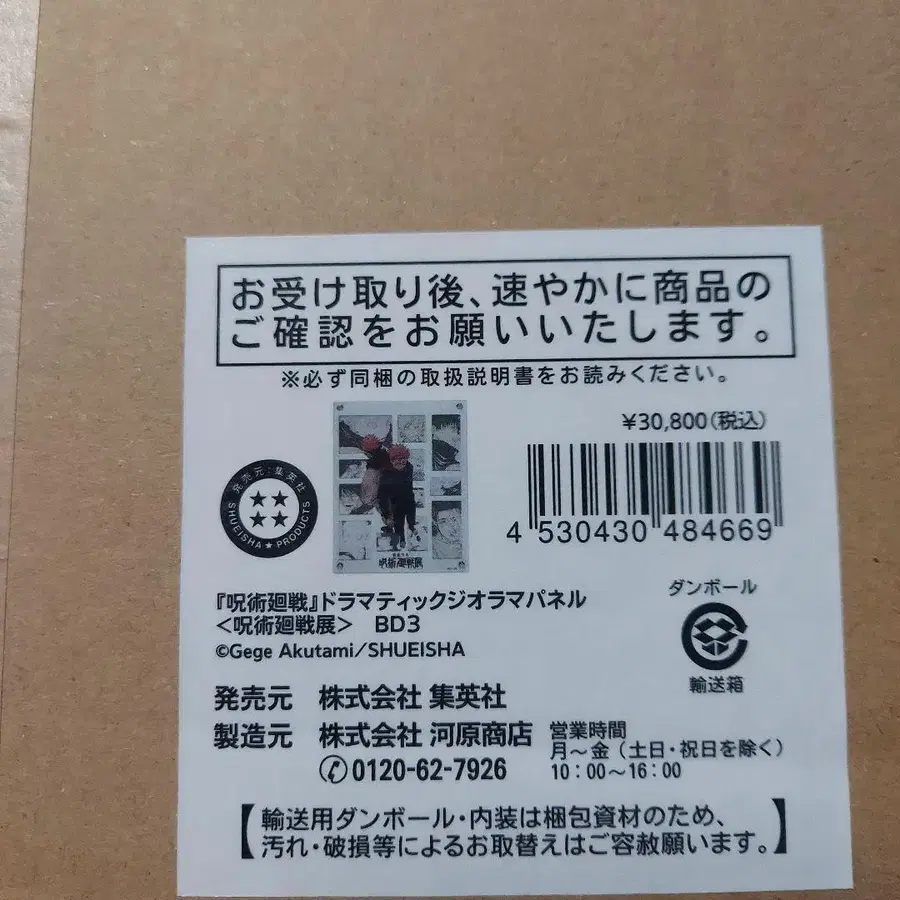 お受け取り後、速やかに商品の
ご確認をお願いいたします。
※必ず同梱の取扱説明書をお読みください。
¥30,800(税込)
発売元:集英社
SHUEISHA★PRODUCTS
呪術廻戦展
4 530430 484669
『呪術廻戦』ドラマティックジオラマパネル
<呪術廻戦展> BD3
©Gege Akutami/SHUEISHA
ダンボール
輸送箱
発売元 株式会社 集英社
製造元 株式会社 河原商店
0120-62-7926
営業時間
月~金(土日・祝日を除く)
10:00~16:00
【輸送用ダンボール・内装は梱包資材のため、
汚れ・破損等によるお取替えはご容赦願います。】